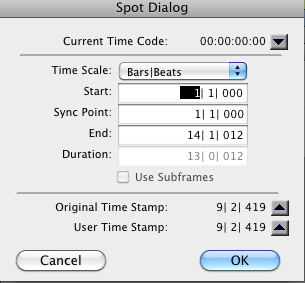 Spot Dialog
Current Time Code: 00:00:00:00
Time Scale: Bars|Beats
Start: 1| 1| 000
Sync Point: 1| 1| 000
End: 14| 1| 012
Duration: 13| 0| 012
Use Subframes
Original Time Stamp: 9| 2| 419
User Time Stamp: 9| 2| 419
Cancel OK